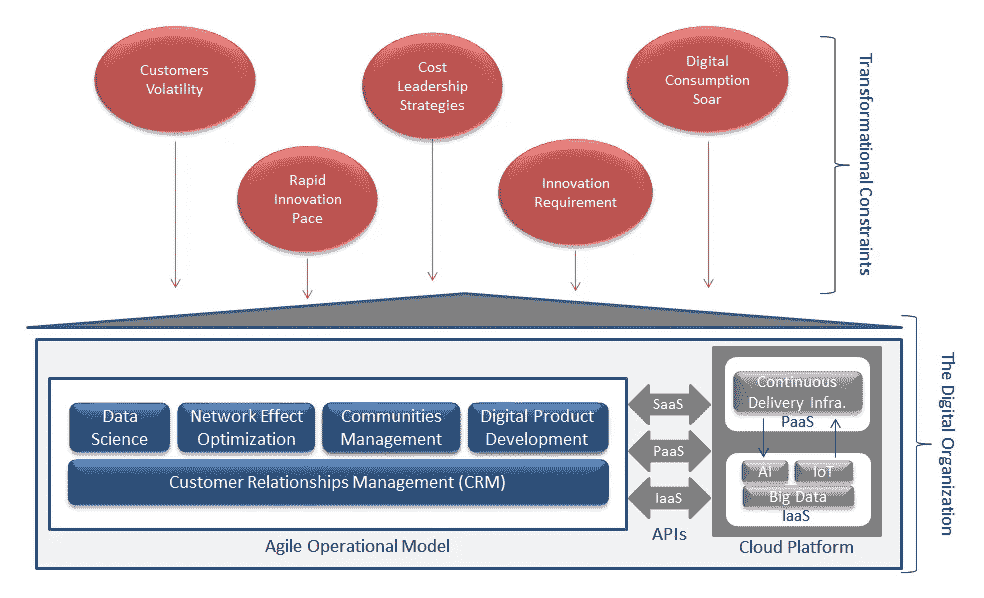 Customers
Volatility
Cost
Leadership
Strategies
Digital
Consumption
Soar
Rapid
Innovation
Pace
Innovation
Requirement
Transformational Constraints
Data
Science
Network Effect
Optimization
Communities
Management
Digital Product
Development
Customer Relationships Management (CRM)
Agile Operational Model
SaaS
PaaS
IaaS
APIs
Continuous
Delivery Infra.
PaaS
AI
IoT
Big Data
IaaS
Cloud Platform
The Digital Organization